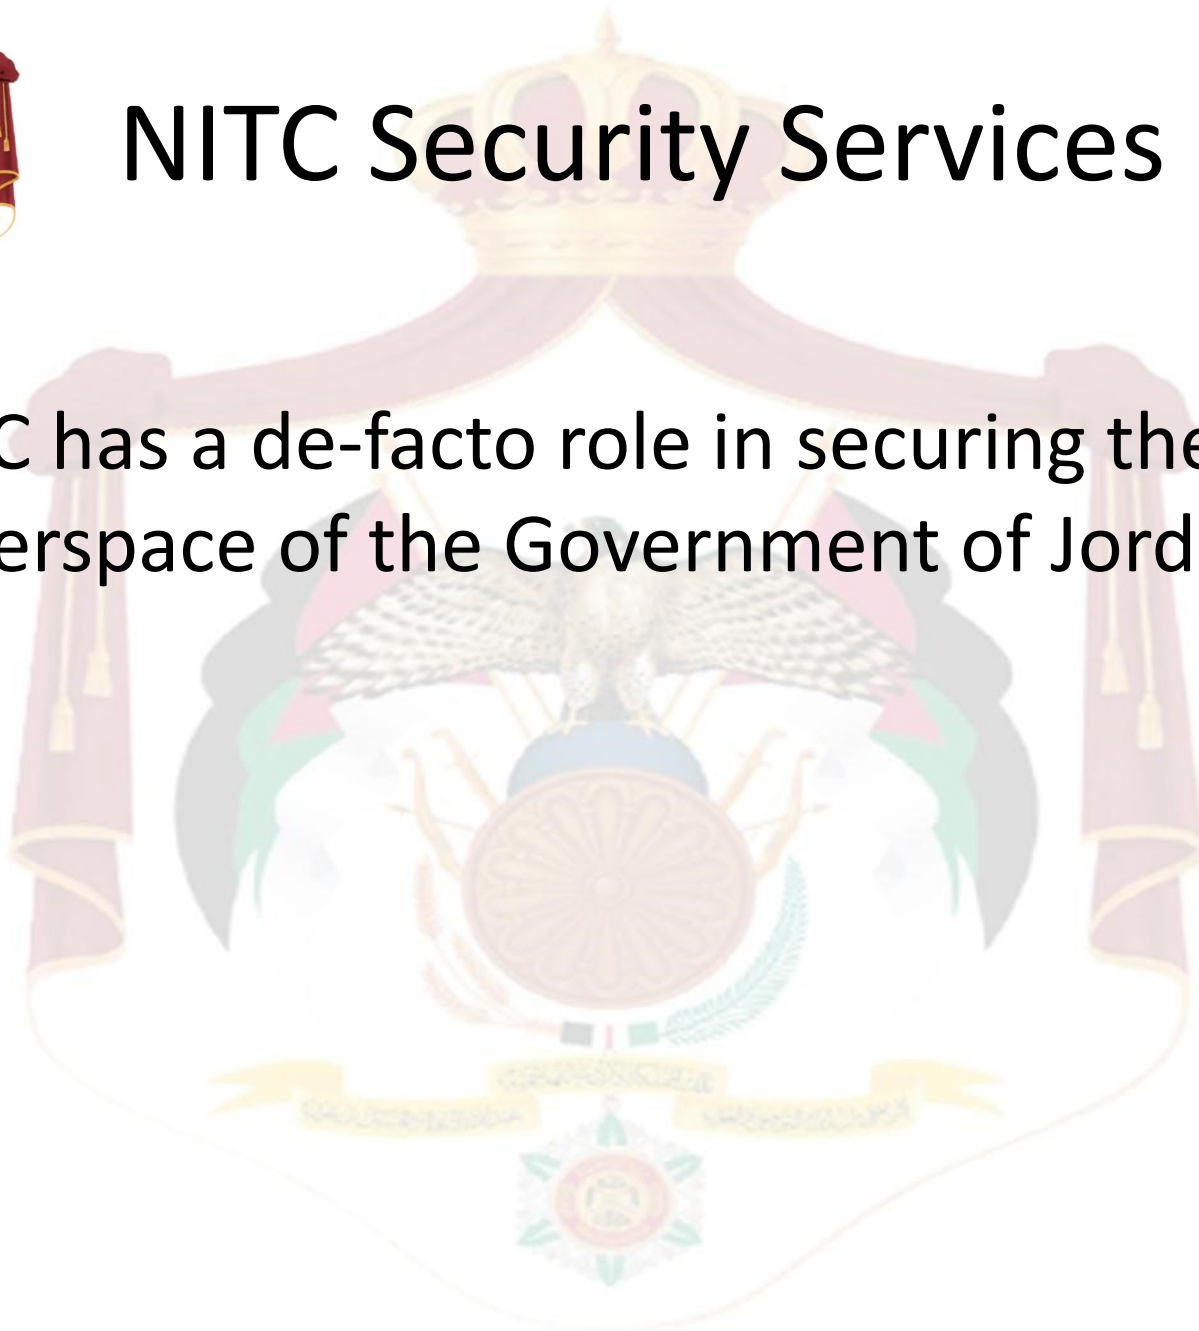 NITC Security Services
C has a de-facto role in securing the
erspace of the Government of Jord